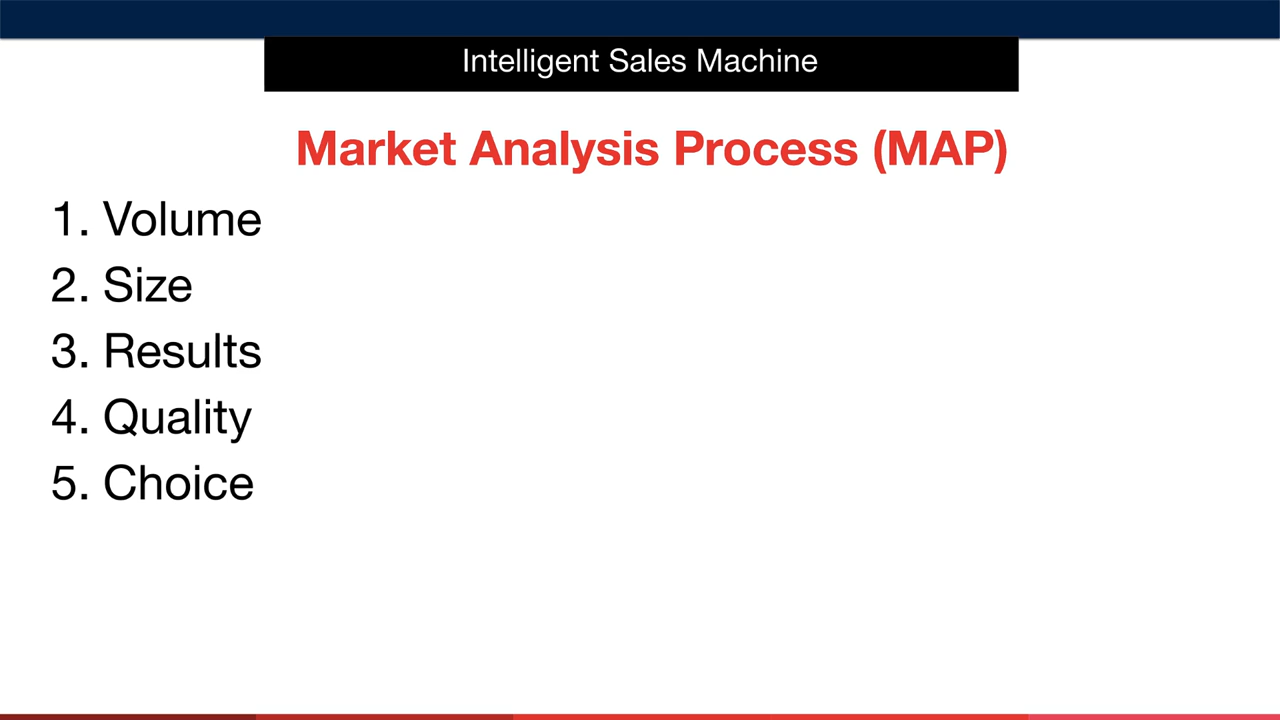 Intelligent Sales Machine
Market Analysis Process (MAP)
1. Volume
2. Size
3. Results
4. Quality
5. Choice